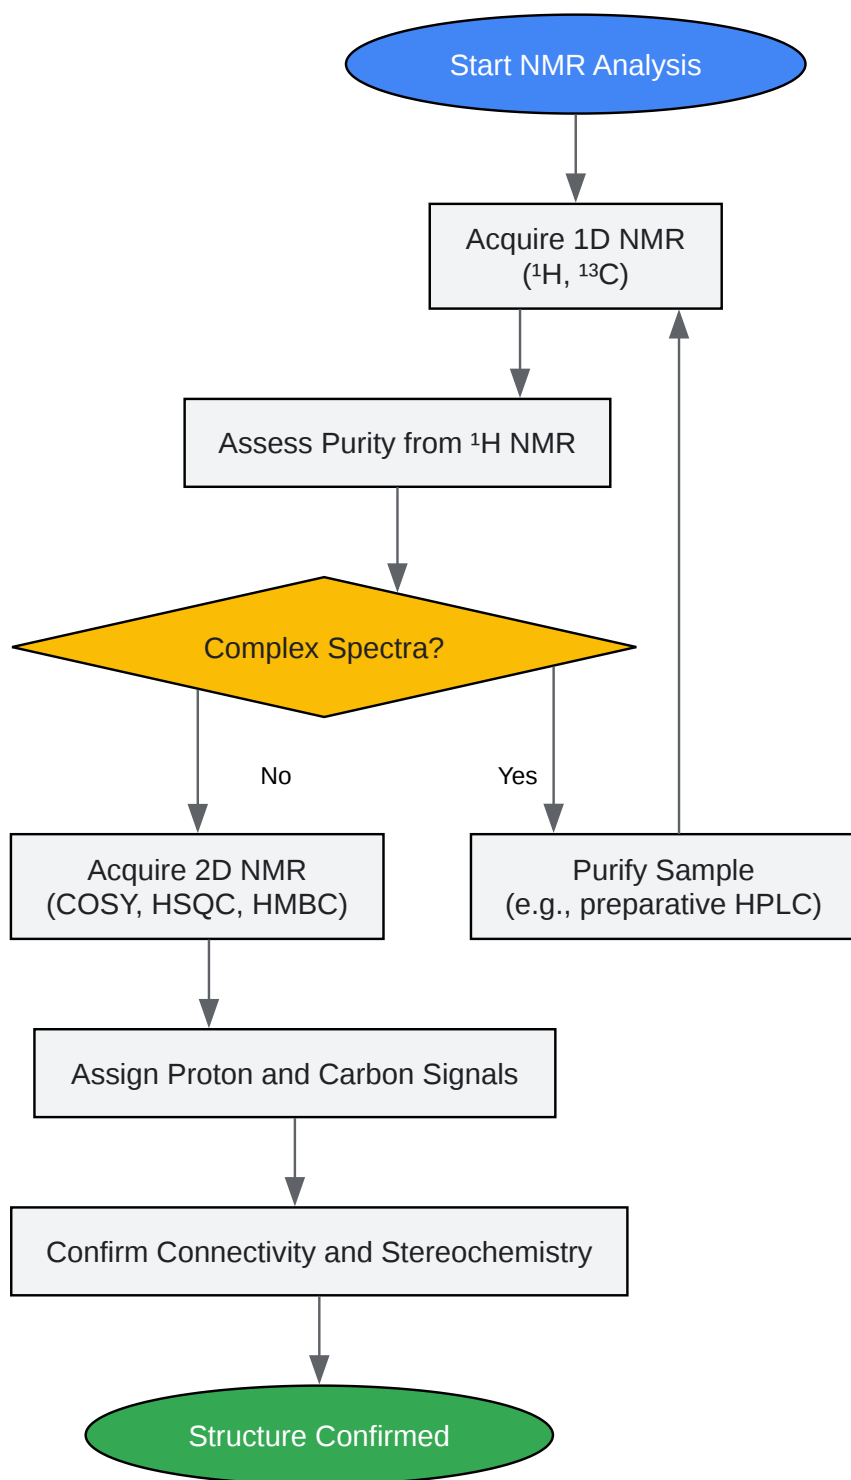 Start NMR Analysis
Acquire 1D NMR
(¹H, ¹³C)
Assess Purity from ¹H NMR
Complex Spectra?
No
Yes
Acquire 2D NMR
(COSY, HSQC, HMBC)
Purify Sample
(e.g., preparative HPLC)
Assign Proton and Carbon Signals
Confirm Connectivity and Stereochemistry
Structure Confirmed